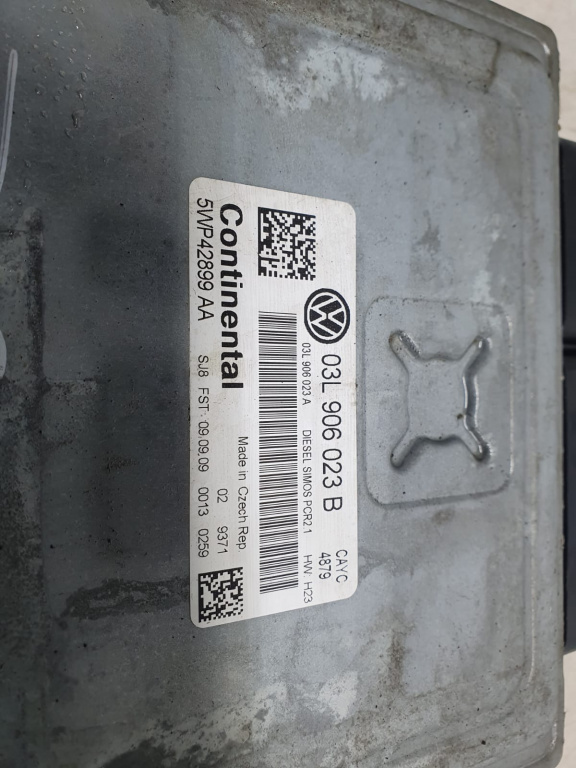 03L 906 023 B CAYC
03L 906 023 A DIESEL SIMOS PCR2.1 4879
HW: H23
Made in Czech Rep.
Continental 02 9371
5WP42899 AA SJ8 FST: 09.09.09 0013 0259